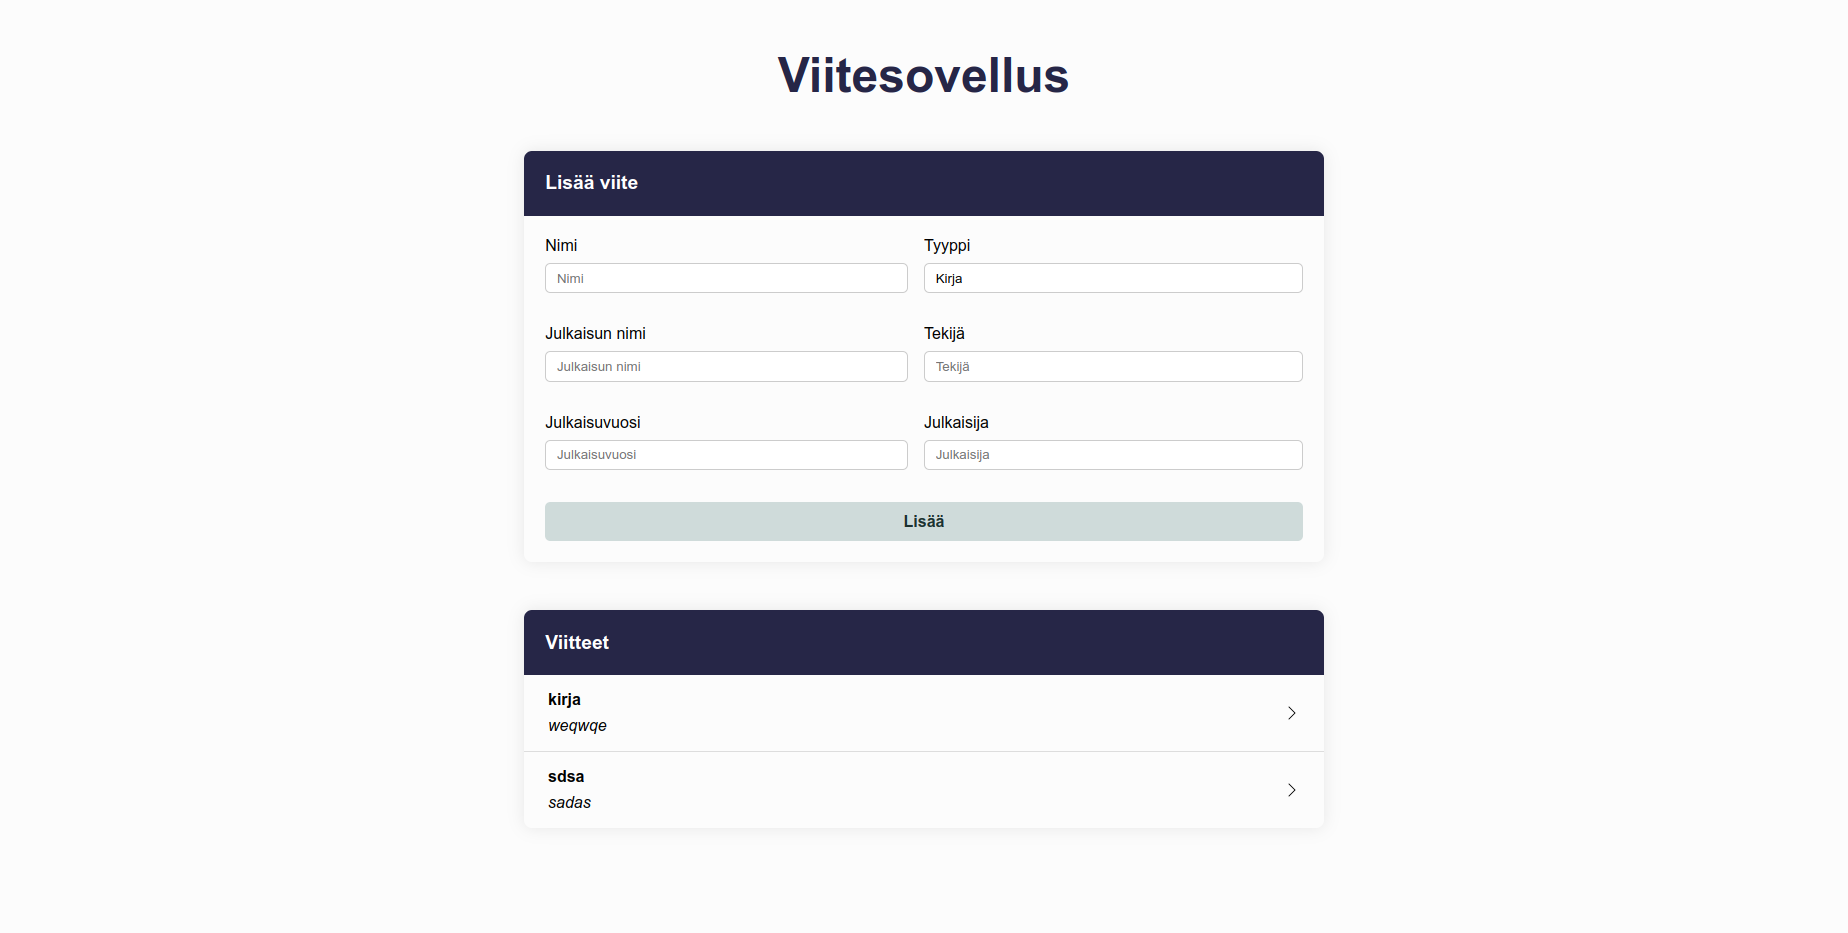 Viitesovellus
Lisää viite
Nimi
Tyyppi
Nimi
Kirja
Julkaisun nimi
Tekijä
Julkaisun nimi
Tekijä
Julkaisuvuosi
Julkaisija
Julkaisuvuosi
Julkaisija
Lisää
Viitteet
kirja
weqwqe
sdsa
sadas